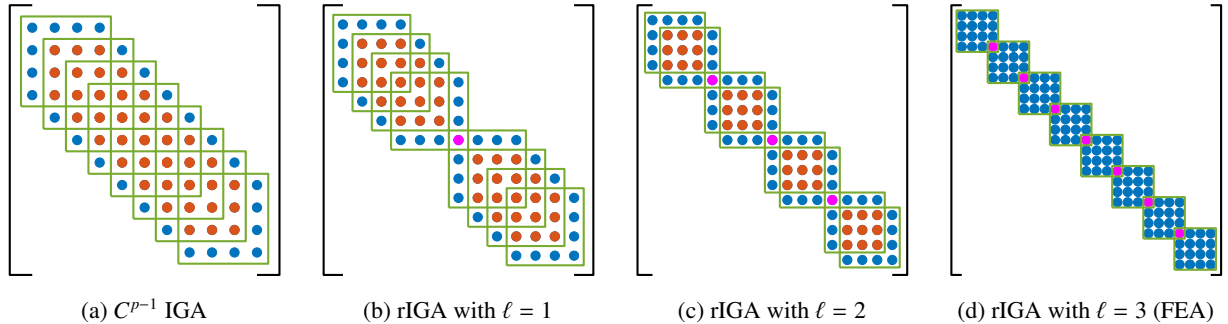 (a) C^{p−1} IGA
(b) rIGA with ℓ = 1
(c) rIGA with ℓ = 2
(d) rIGA with ℓ = 3 (FEA)